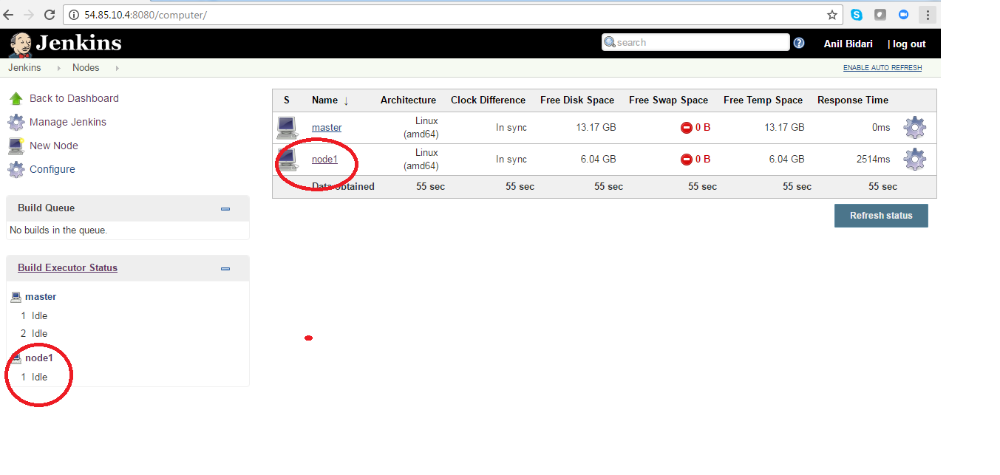 54.85.10.4:8080/computer/
Jenkins
search
Anil Bidari | log out
Jenkins Nodes
ENABLE AUTO REFRESH
Back to Dashboard
Manage Jenkins
New Node
Configure
Build Queue
No builds in the queue.
Build Executor Status
master
1 Idle
2 Idle
node1
1 Idle
S Name ↓ Architecture Clock Difference Free Disk Space Free Swap Space Free Temp Space Response Time
master Linux (amd64) In sync 13.17 GB 0 B 13.17 GB 0ms
node1 Linux (amd64) In sync 6.04 GB 0 B 6.04 GB 2514ms
Data obtained 55 sec 55 sec 55 sec 55 sec 55 sec 55 sec
Refresh status